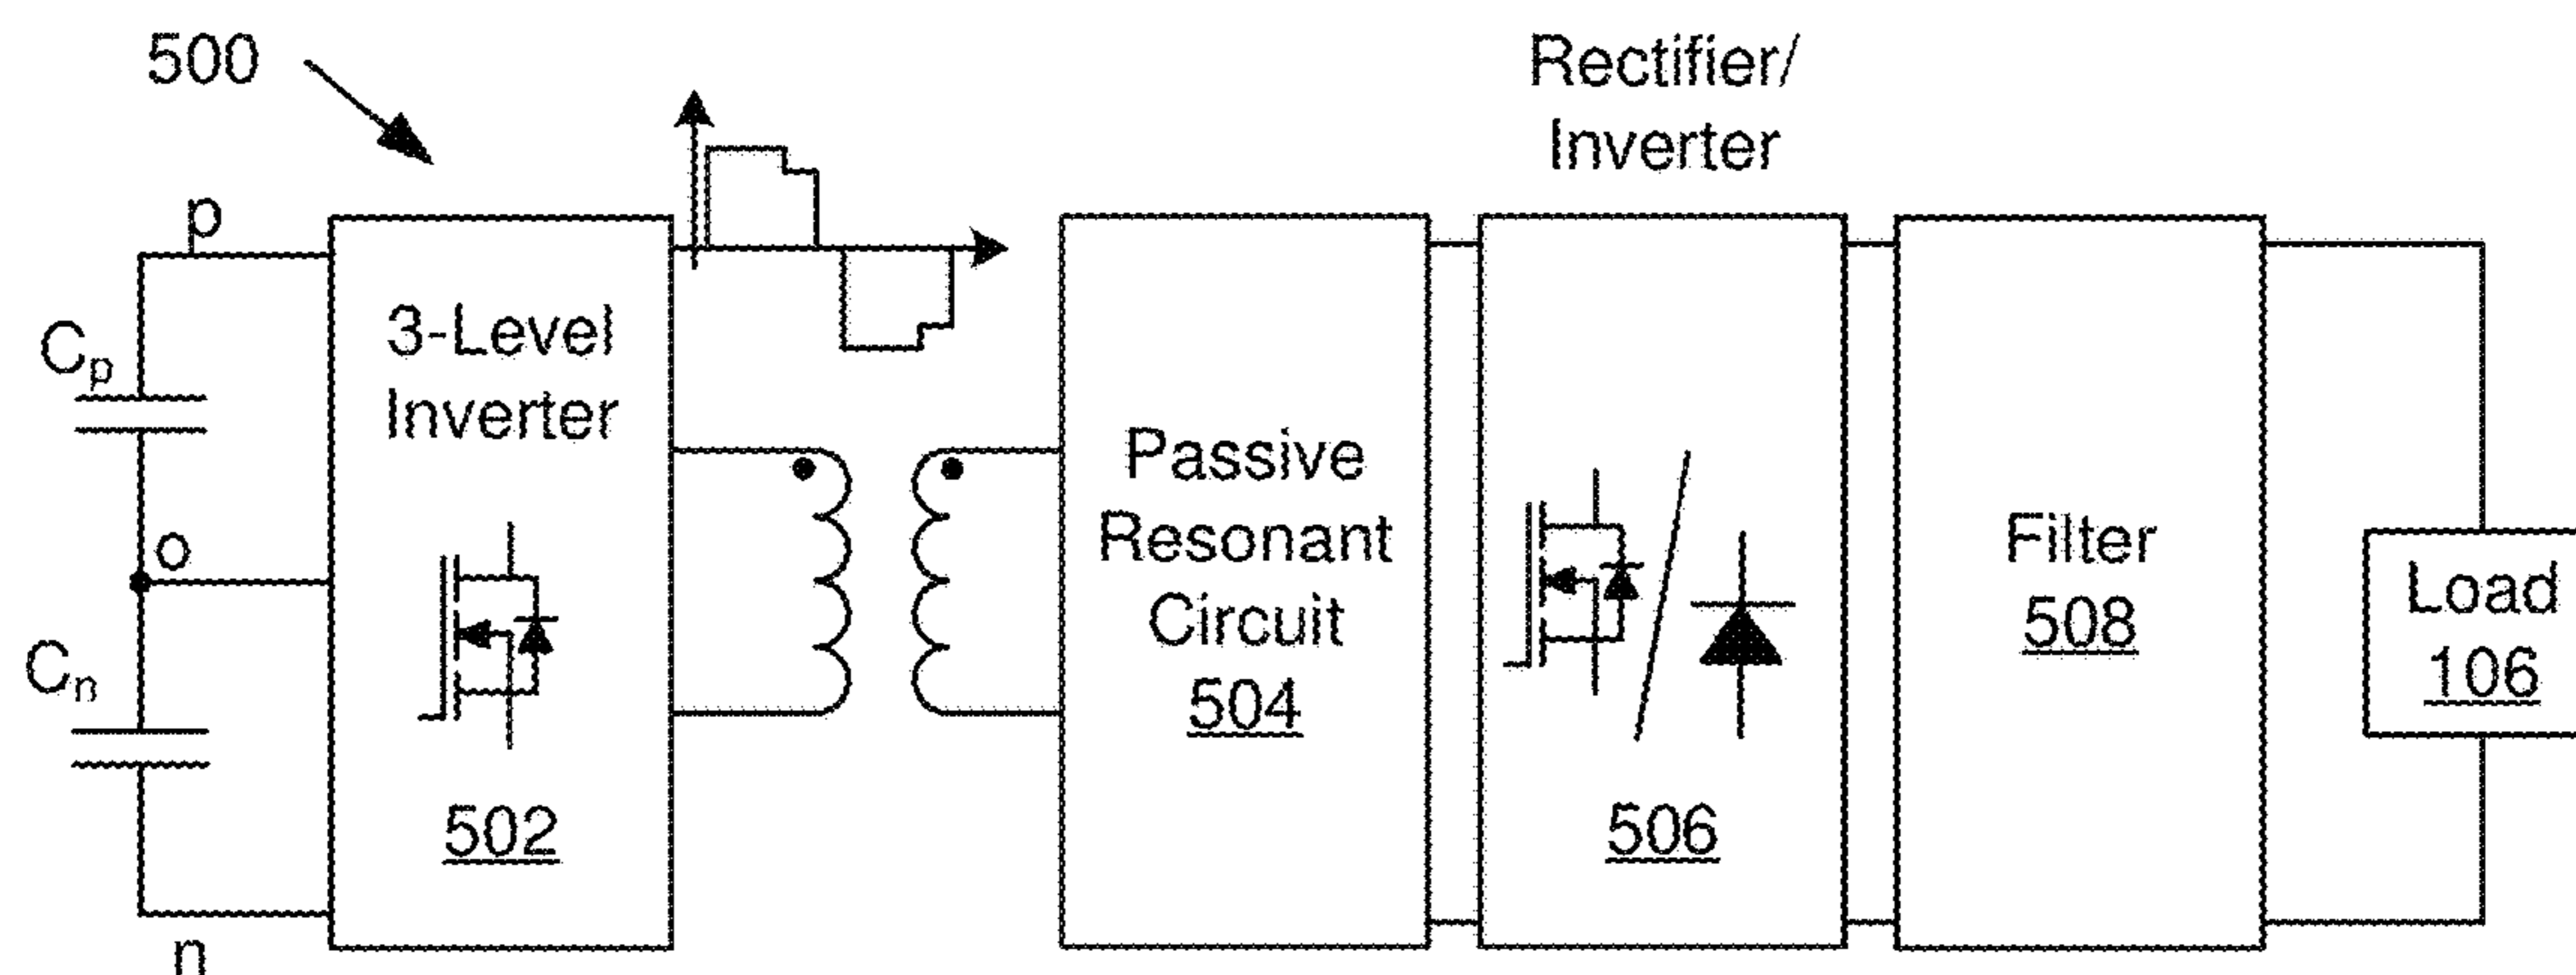 500
Rectifier/
Inverter
p
3-Level
Inverter
Cp
o
Cn
502
Passive
Resonant
Circuit
504
506
Filter
508
Load
106
n